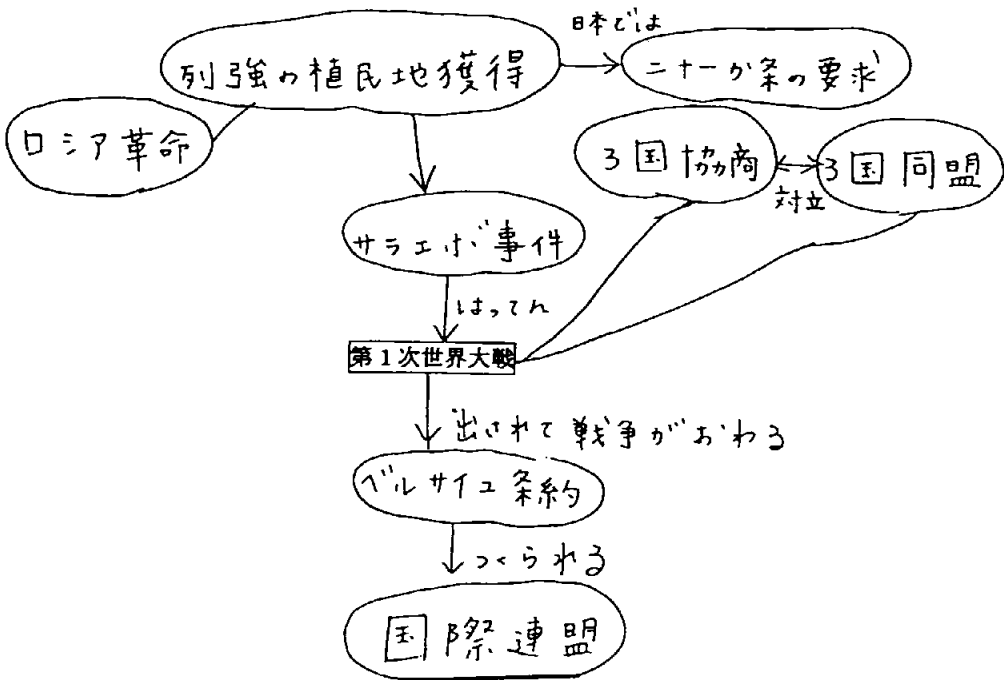 日本では
列強の植民地獲得
二十一か条の要求
ロシア革命
3国協商
3国同盟
対立
サラエボ事件
はってん
第1次世界大戦
出されて戦争がおわる
ベルサイユ条約
つくられる
国際連盟